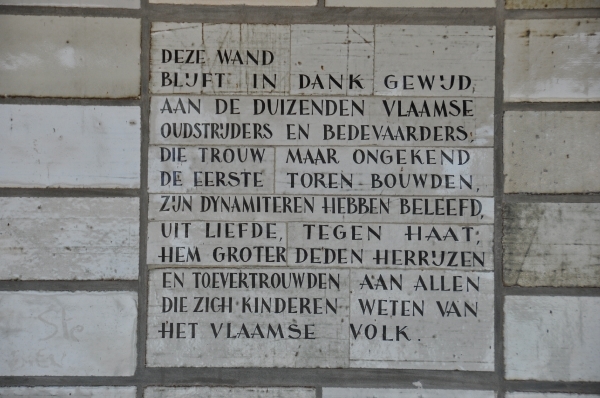 DEZE WAND
BLIJFT IN DANK GEWIJD,
AAN DE DUIZENDEN VLAAMSE
OUDSTRIJDERS EN BEDEVAARDERS:
DIE TROUW MAAR ONGEKEND
DE EERSTE TOREN BOUWDEN,
ZIJN DYNAMITEREN HEBBEN BELEEFD,
UIT LIEFDE, TEGEN HAAT,
HEM GROTER DEDEN HERRIJZEN
EN TOEVERTROUWDEN AAN ALLEN
DIE ZICH KINDEREN WETEN VAN
HET VLAAMSE VOLK.